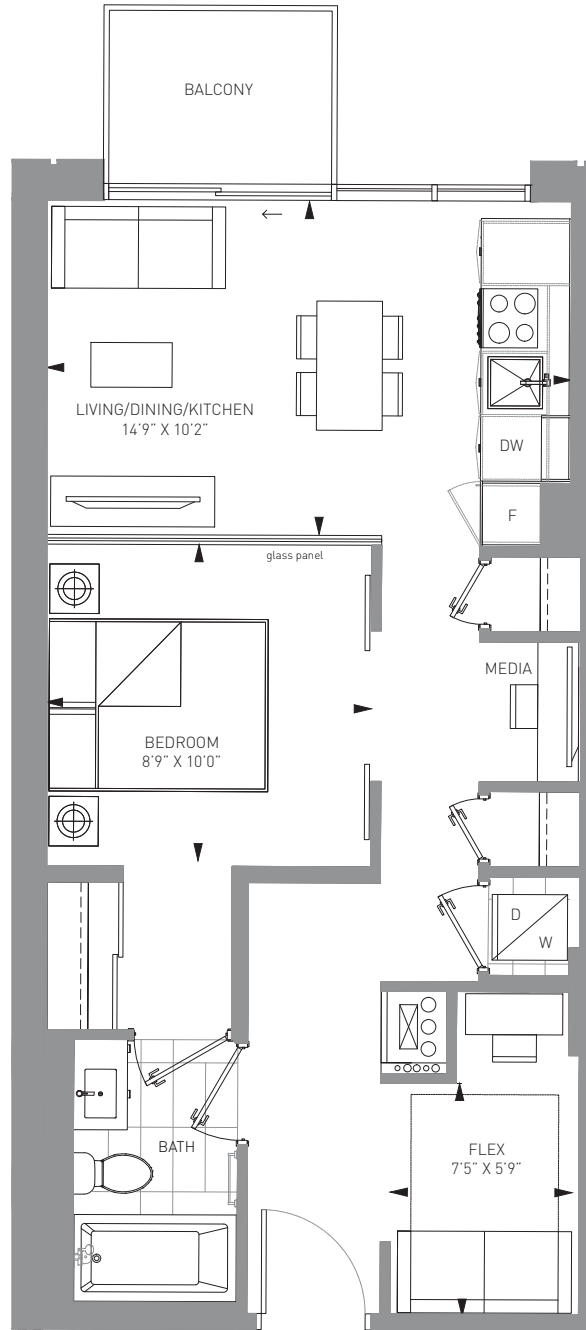 BALCONY
LIVING/DINING/KITCHEN
14'9" X 10'2"
DW
F
glass panel
MEDIA
BEDROOM
8'9" X 10'0"
D
W
BATH
FLEX
7'5" X 5'9"